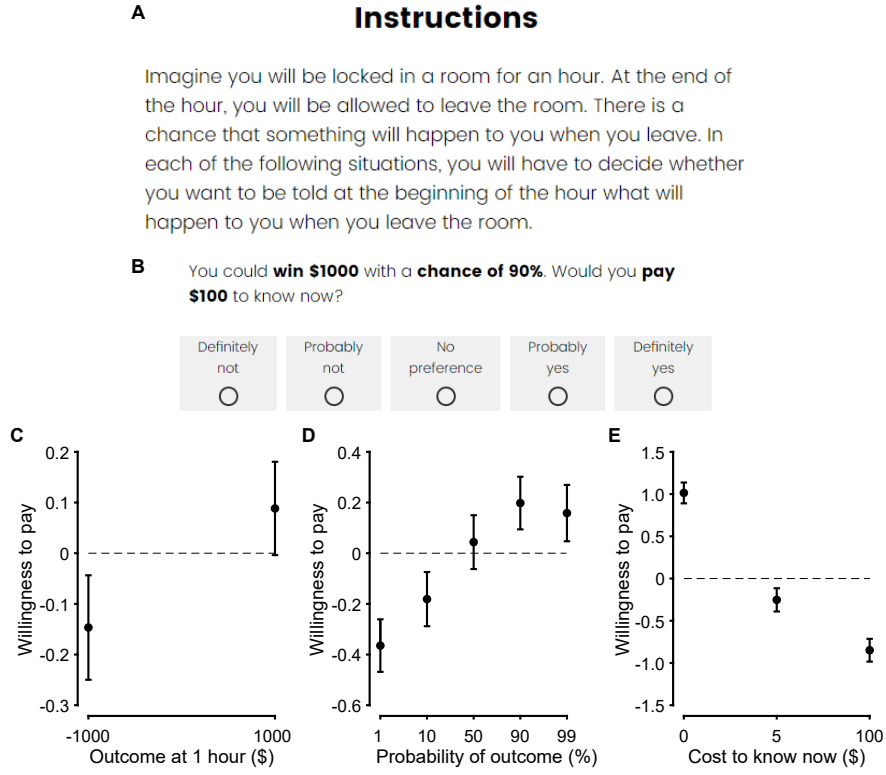 A
Instructions
Imagine you will be locked in a room for an hour. At the end of
the hour, you will be allowed to leave the room. There is a
chance that something will happen to you when you leave. In
each of the following situations, you will have to decide whether
you want to be told at the beginning of the hour what will
happen to you when you leave the room.
B
You could win $1000 with a chance of 90%. Would you pay
$100 to know now?
Definitely not
Probably not
No preference
Probably yes
Definitely yes
C
Willingness to pay
0.2
0.1
0
-0.1
-0.2
-0.3
-1000 1000
Outcome at 1 hour ($)
D
Willingness to pay
0.4
0.2
0
-0.2
-0.4
-0.6
1 10 50 90 99
Probability of outcome (%)
E
Willingness to pay
1.5
1.0
0.5
0
-0.5
-1.0
-1.5
0 5 100
Cost to know now ($)